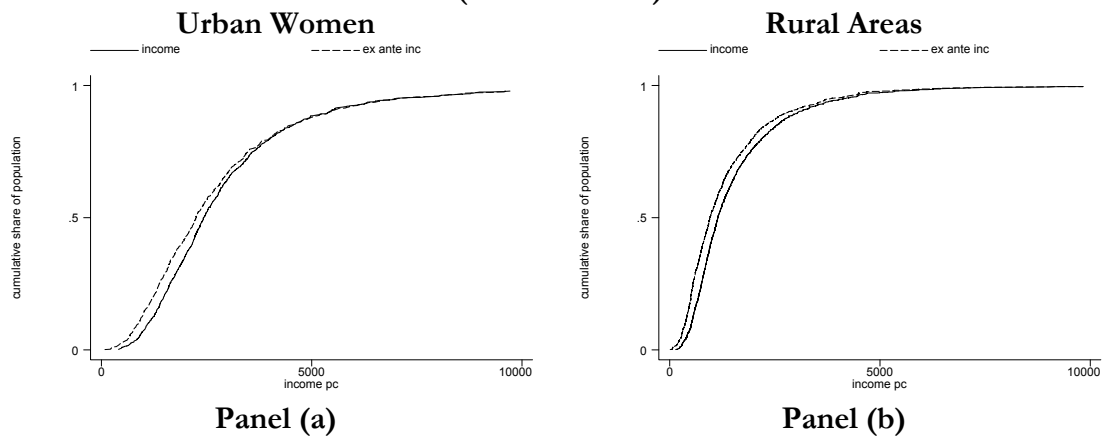 Urban Women
income ex ante inc
cumulative share of population
1
.5
0
0 5000 10000
income pc
Panel (a)
Rural Areas
income ex ante inc
cumulative share of population
1
.5
0
0 5000 10000
income pc
Panel (b)